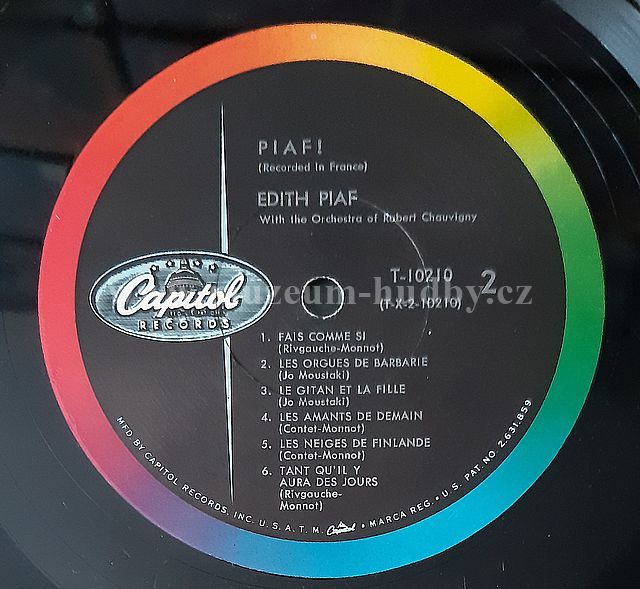 PIAF!
(Recorded In France)
EDITH PIAF
With the Orchestra of Robert Chauvigny
Capitol
RECORDS
T-10210
2
(T-X-2-10210)
muzeum-hudby.cz
1. FAIS COMME SI
(Rivgauche-Monnot)
2. LES ORGUES DE BARBARIE
(Jo Moustaki)
3. LE GITAN ET LA FILLE
(Jo Moustaki)
4. LES AMANTS DE DEMAIN
(Contet-Monnot)
5. LES NEIGES DE FINLANDE
(Contet-Monnot)
6. TANT QU'IL Y
AURA DES JOURS
(Rivgauche-
Monnot)
MFD. BY CAPITOL RECORDS, INC. U.S.A. T.M. Capitol • MARCA REG. • U.S. PAT. NO. 2,631,859